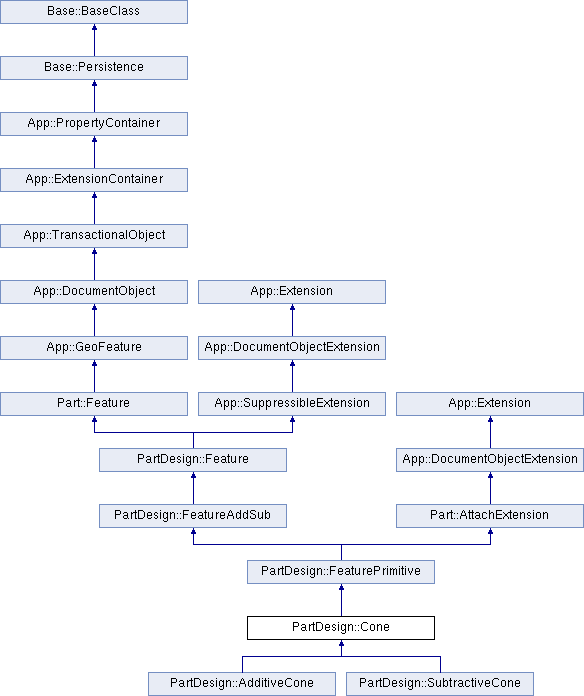 Base::BaseClass
Base::Persistence
App::PropertyContainer
App::ExtensionContainer
App::TransactionalObject
App::DocumentObject
App::Extension
App::GeoFeature
App::DocumentObjectExtension
Part::Feature
App::SuppressibleExtension
App::Extension
PartDesign::Feature
App::DocumentObjectExtension
PartDesign::FeatureAddSub
Part::AttachExtension
PartDesign::FeaturePrimitive
PartDesign::Cone
PartDesign::AdditiveCone
PartDesign::SubtractiveCone